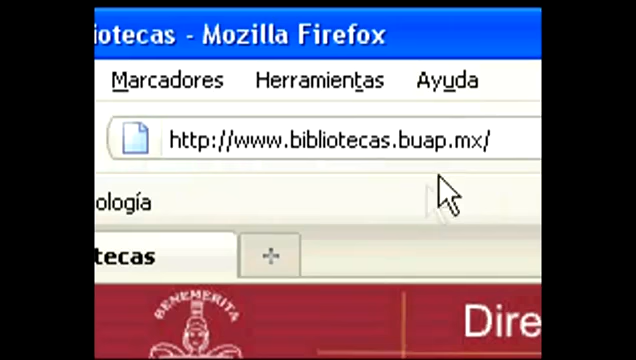 iotecas - Mozilla Firefox
Marcadores Herramientas Ayuda
http://www.bibliotecas.buap.mx/
ología
tecas
BENEMERITA
Dire